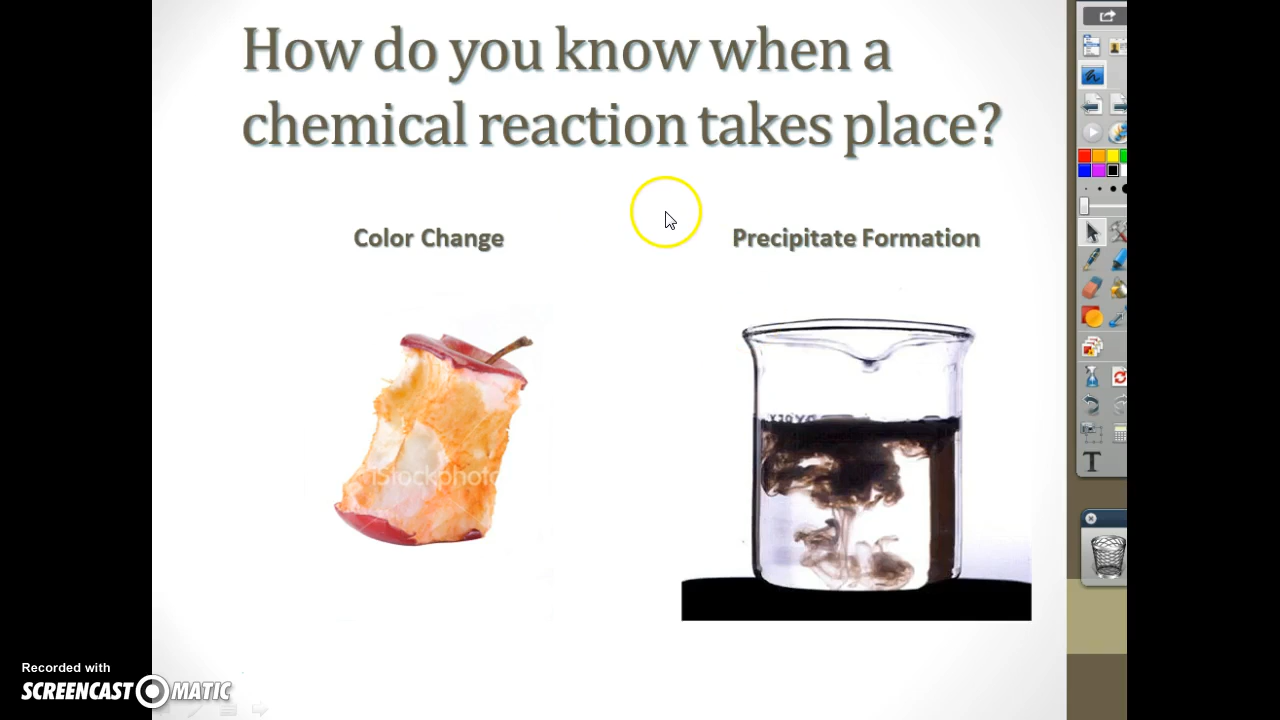 How do you know when a
chemical reaction takes place?
Color Change
Precipitate Formation
iStockphoto
T
Recorded with
SCREENCAST MATIC